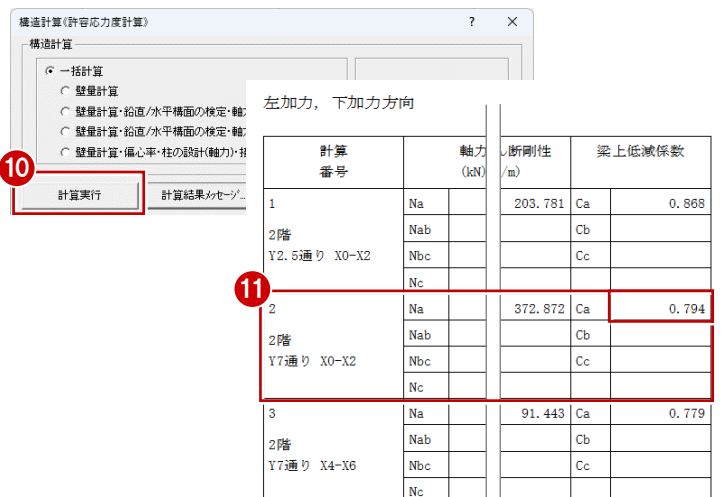 構造計算《許容応力度計算》
? ×
構造計算
一括計算
壁量計算
壁量計算・鉛直/水平構面の検定・軸
壁量計算・鉛直/水平構面の検定・軸
壁量計算・偏心率・柱の設計(軸力)・
10
計算実行 計算結果メッセージ...
左加力, 下加力方向
計算 軸力 ん断剛性 梁上低減係数
番号 (kN) /m)
1 Na 203.781 Ca 0.868
2階 Nab Cb
Y2.5通り X0-X2 Nbc Cc
Nc
11
2 Na 372.872 Ca 0.794
2階 Nab Cb
Y7通り X0-X2 Nbc Cc
Nc
3 Na 91.443 Ca 0.779
2階 Nab Cb
Y7通り X4-X6 Nbc Cc
Nc